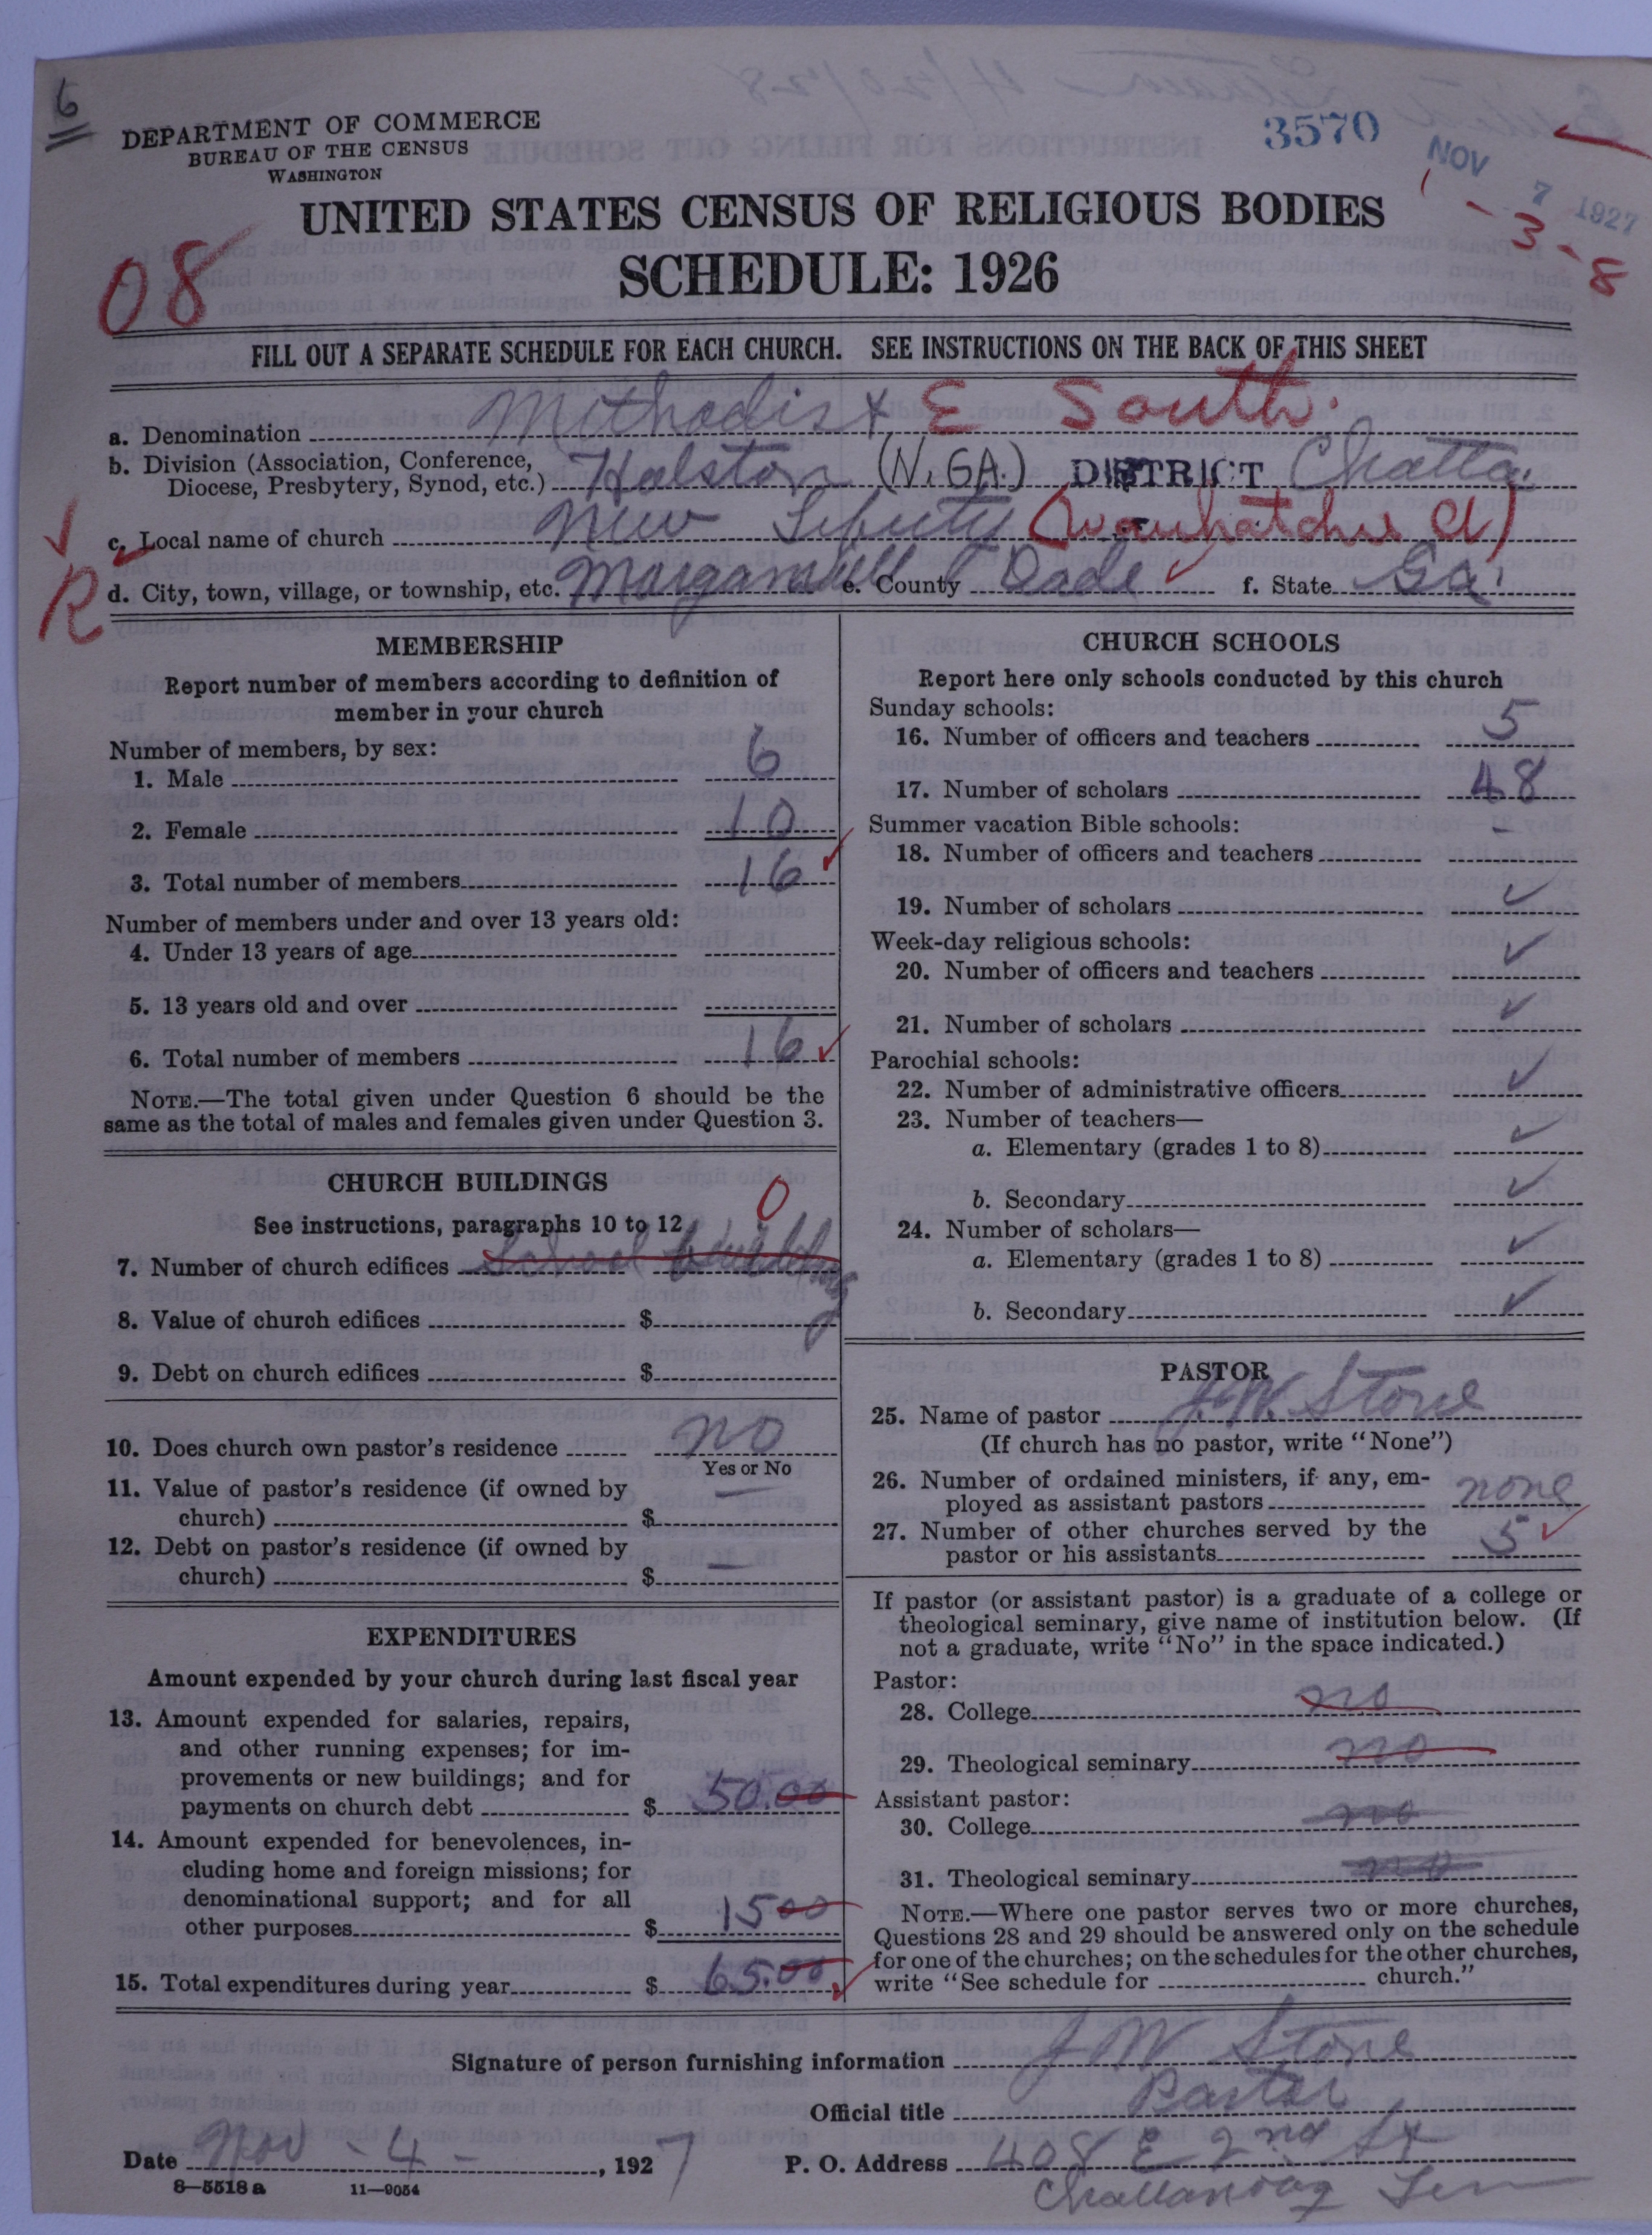 6
DEPARTMENT OF COMMERCE
BUREAU OF THE CENSUS
WASHINGTON
3570
NOV 7 1927
1-3-8
UNITED STATES CENSUS OF RELIGIOUS BODIES
SCHEDULE: 1926
08
FILL OUT A SEPARATE SCHEDULE FOR EACH CHURCH. SEE INSTRUCTIONS ON THE BACK OF THIS SHEET
a. Denomination Methodist E South.
b. Division (Association, Conference,
Diocese, Presbytery, Synod, etc.) Holston (N. GA.) DISTRICT Chatta.
c. Local name of church New (Wauhatchie Ct)
R
d. City, town, village, or township, etc. e. County Dade f. State Ga.
MEMBERSHIP
Report number of members according to definition of
member in your church
Number of members, by sex:
1. Male 6
2. Female 10
3. Total number of members 16
Number of members under and over 13 years old:
4. Under 13 years of age
5. 13 years old and over
6. Total number of members 16
NOTE.—The total given under Question 6 should be the
same as the total of males and females given under Question 3.
CHURCH BUILDINGS
See instructions, paragraphs 10 to 12
0
7. Number of church edifices School building
8. Value of church edifices $
9. Debt on church edifices $
10. Does church own pastor's residence no
Yes or No
11. Value of pastor's residence (if owned by
church) $ —
12. Debt on pastor's residence (if owned by
church) $ —
EXPENDITURES
Amount expended by your church during last fiscal year
13. Amount expended for salaries, repairs,
and other running expenses; for im-
provements or new buildings; and for
payments on church debt $ 50.00
14. Amount expended for benevolences, in-
cluding home and foreign missions; for
denominational support; and for all
other purposes $ 15 00
15. Total expenditures during year $ 65.00
CHURCH SCHOOLS
Report here only schools conducted by this church
Sunday schools:
16. Number of officers and teachers 5
17. Number of scholars 48
Summer vacation Bible schools:
18. Number of officers and teachers -
19. Number of scholars ✓
Week-day religious schools:
20. Number of officers and teachers ✓
21. Number of scholars ✓
Parochial schools:
22. Number of administrative officers ✓
23. Number of teachers—
a. Elementary (grades 1 to 8) ✓
b. Secondary ✓
24. Number of scholars—
a. Elementary (grades 1 to 8) ✓
b. Secondary ✓
PASTOR
25. Name of pastor J. W. Stone
(If church has no pastor, write "None")
26. Number of ordained ministers, if any, em-
ployed as assistant pastors none
27. Number of other churches served by the
pastor or his assistants 5
If pastor (or assistant pastor) is a graduate of a college or
theological seminary, give name of institution below. (If
not a graduate, write "No" in the space indicated.)
Pastor:
28. College no
29. Theological seminary no
Assistant pastor:
30. College no
31. Theological seminary no
NOTE.—Where one pastor serves two or more churches,
Questions 28 and 29 should be answered only on the schedule
for one of the churches; on the schedules for the other churches,
write "See schedule for church."
Signature of person furnishing information J W Stone
Official title Pastor
Date Nov - 4 - , 1927
P. O. Address 408 E 2nd St
Chattanooga Tenn
8—5518a 11—9054